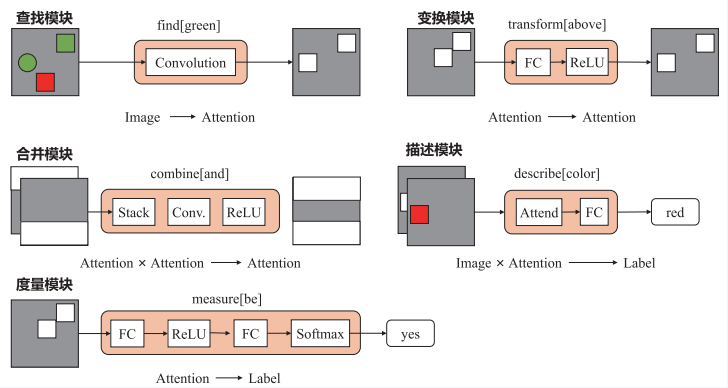 查找模块
find[green]
Convolution
Image → Attention
变换模块
transform[above]
FC
ReLU
Attention → Attention
合并模块
combine[and]
Stack
Conv.
ReLU
Attention × Attention → Attention
描述模块
describe[color]
Attend
FC
red
Image × Attention → Label
度量模块
measure[be]
FC
ReLU
FC
Softmax
yes
Attention → Label